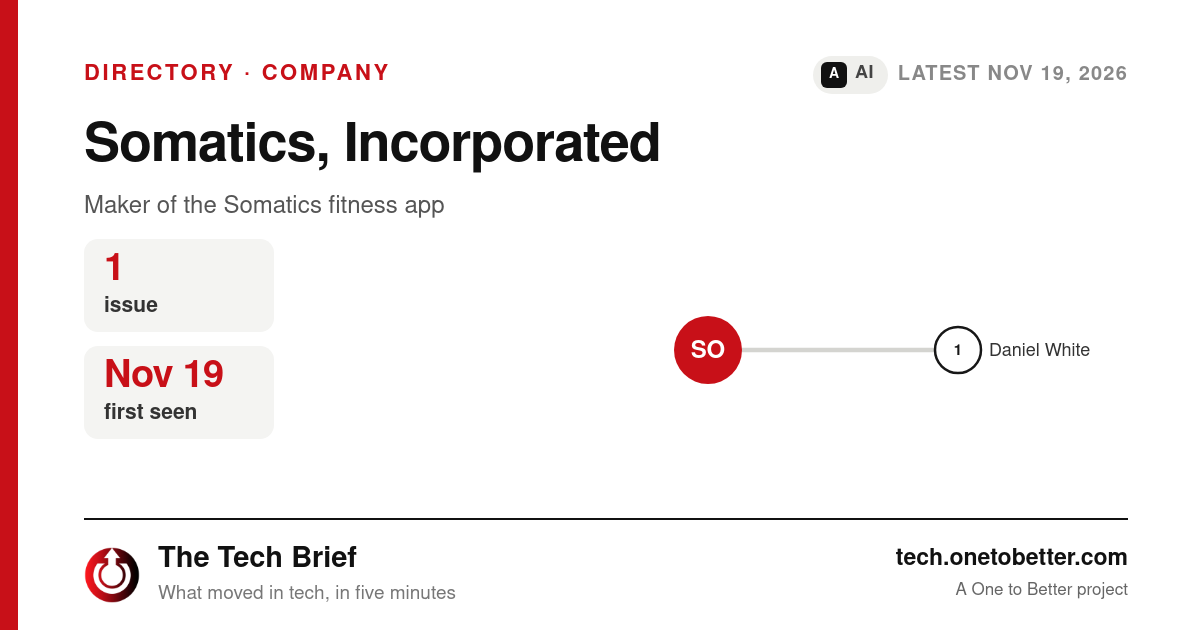 DIRECTORY · COMPANY
A AI LATEST NOV 19, 2026
Somatics, Incorporated
Maker of the Somatics fitness app
1
issue
Nov 19
first seen
SO
1 Daniel White
The Tech Brief
What moved in tech, in five minutes
tech.onetobetter.com
A One to Better project